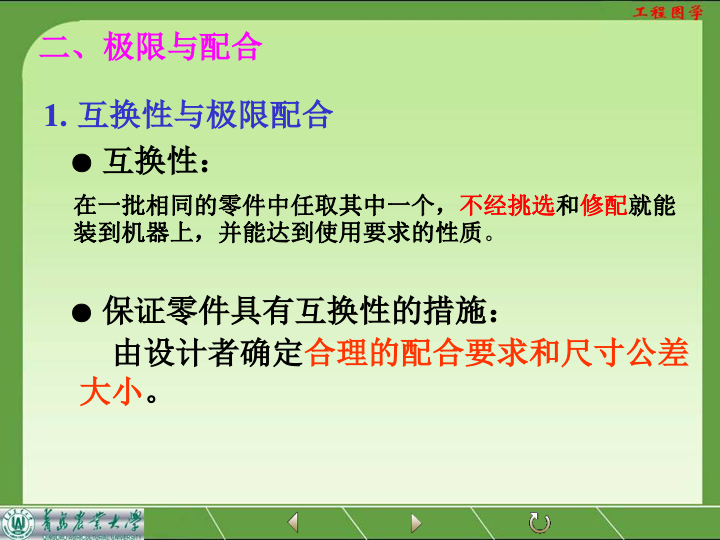 工程图学
二、极限与配合
1. 互换性与极限配合
● 互换性：
在一批相同的零件中任取其中一个，不经挑选和修配就能
装到机器上，并能达到使用要求的性质。
● 保证零件具有互换性的措施：
由设计者确定合理的配合要求和尺寸公差
大小。
青岛农业大学